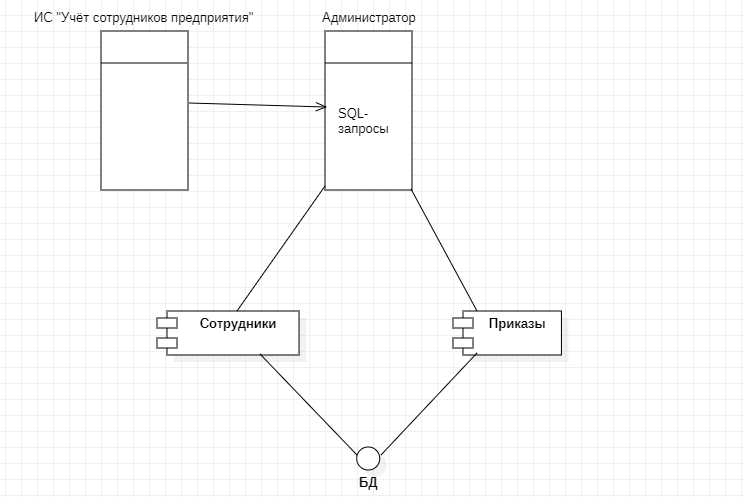 ИС "Учёт сотрудников предприятия"
Администратор
SQL-
запросы
Сотрудники
Приказы
БД